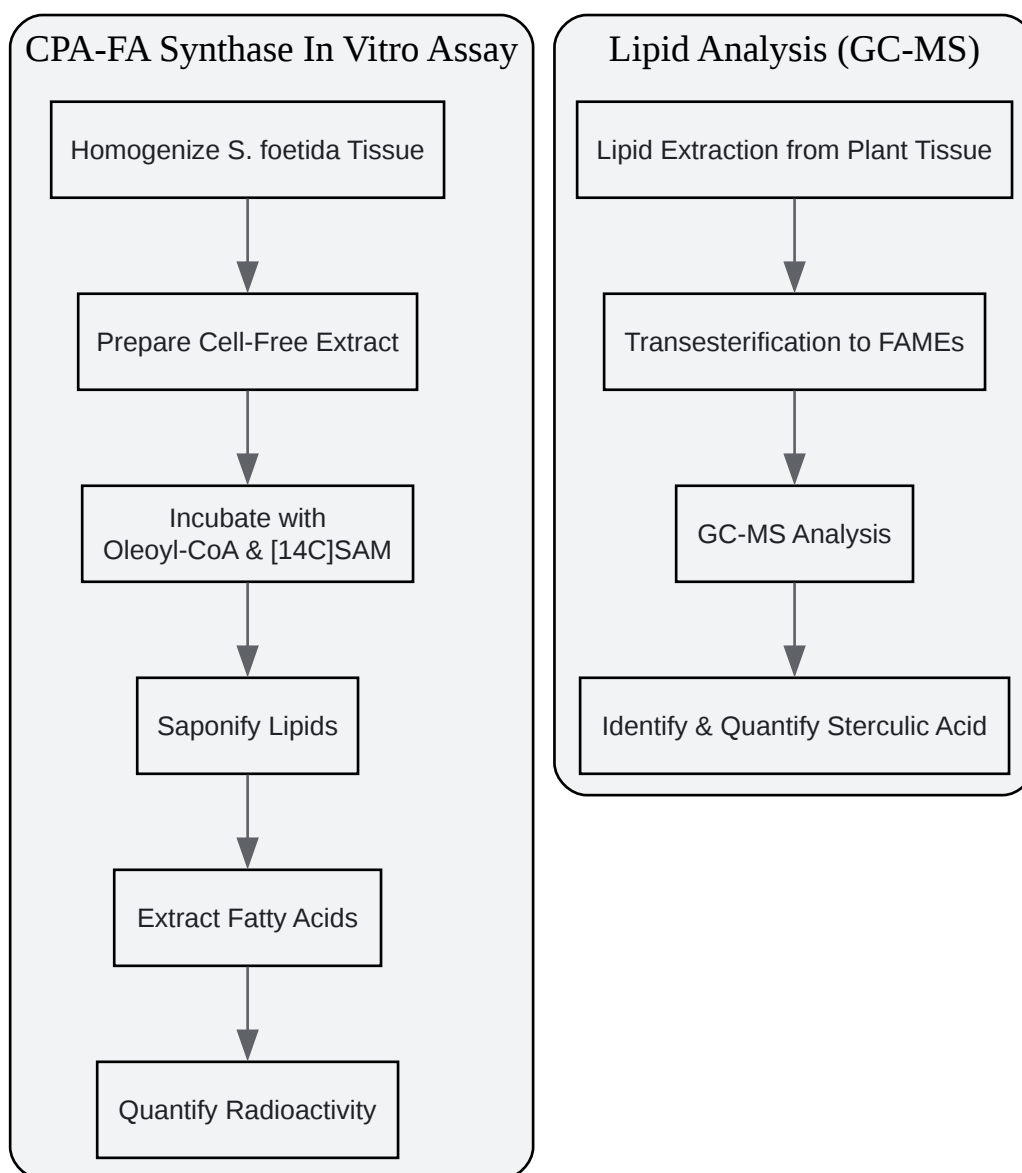 CPA-FA Synthase In Vitro Assay
Homogenize S. foetida Tissue
Prepare Cell-Free Extract
Incubate with
Oleoyl-CoA & [14C]SAM
Saponify Lipids
Extract Fatty Acids
Quantify Radioactivity
Lipid Analysis (GC-MS)
Lipid Extraction from Plant Tissue
Transesterification to FAMEs
GC-MS Analysis
Identify & Quantify Sterculic Acid